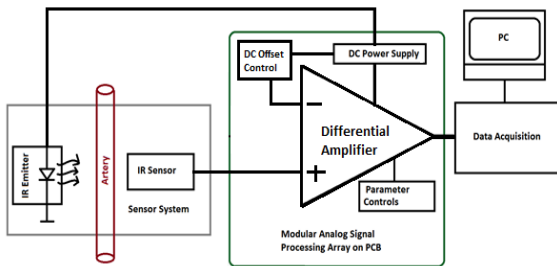 PC
DC Offset
Control
DC Power Supply
−
Differential
Amplifier
Data Acquisition
IR Emitter
Artery
IR Sensor
+
Parameter
Controls
Sensor System
Modular Analog Signal
Processing Array on PCB